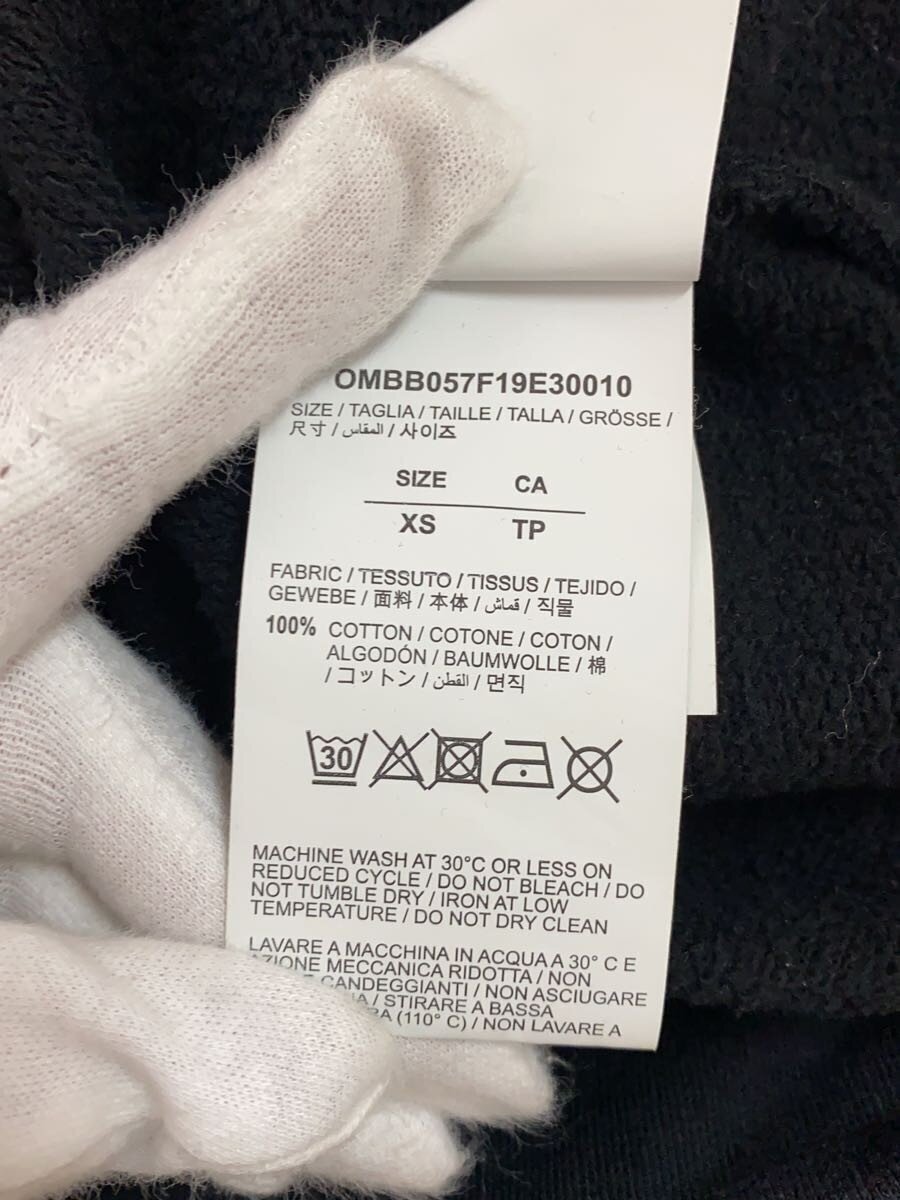 OMBB057F19E30010
SIZE / TAGLIA / TAILLE / TALLA / GRÖSSE /
尺寸 / المقاس / 사이즈
SIZE CA
XS TP
FABRIC / TESSUTO / TISSUS / TEJIDO /
GEWEBE / 面料 / 本体 / قماش / 직물
100% COTTON / COTONE / COTON /
ALGODÓN / BAUMWOLLE / 棉
/ コットン / القطن / 면직
30
MACHINE WASH AT 30°C OR LESS ON
REDUCED CYCLE / DO NOT BLEACH / DO
NOT TUMBLE DRY / IRON AT LOW
TEMPERATURE / DO NOT DRY CLEAN
LAVARE A MACCHINA IN ACQUA A 30° C E
AZIONE MECCANICA RIDOTTA / NON
CANDEGGIANTI / NON ASCIUGARE
/ STIRARE A BASSA
(110° C) / NON LAVARE A